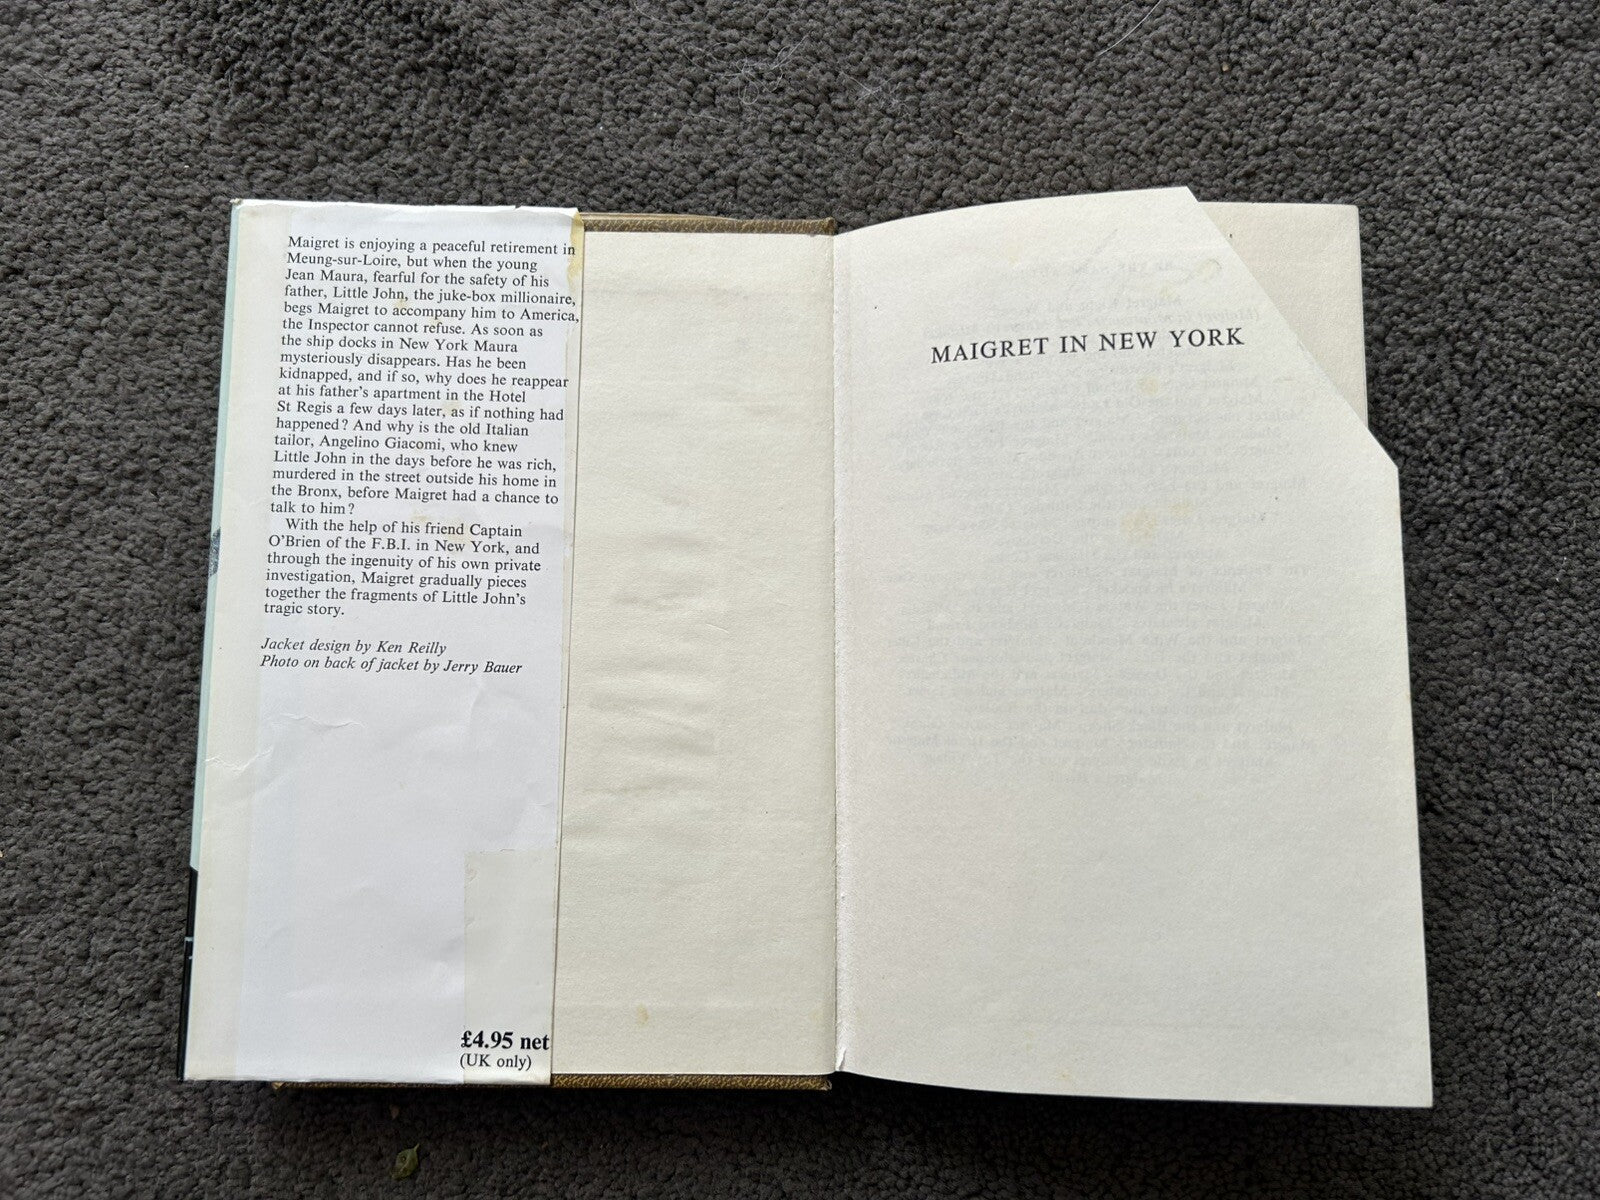 Maigret is enjoying a peaceful retirement in
Meung-sur-Loire, but when the young
Jean Maura, fearful for the safety of his
father, Little John, the juke-box millionaire,
begs Maigret to accompany him to America,
the Inspector cannot refuse. As soon as
the ship docks in New York Maura
mysteriously disappears. Has he been
kidnapped, and if so, why does he reappear
at his father's apartment in the Hotel
St Regis a few days later, as if nothing had
happened? And why is the old Italian
tailor, Angelino Giacomi, who knew
Little John in the days before he was rich,
murdered in the street outside his home in
the Bronx, before Maigret had a chance to
talk to him?
With the help of his friend Captain
O'Brien of the F.B.I. in New York, and
through the ingenuity of his own private
investigation, Maigret gradually pieces
together the fragments of Little John's
tragic story.
Jacket design by Ken Reilly
Photo on back of jacket by Jerry Bauer
£4.95 net
(UK only)
MAIGRET IN NEW YORK